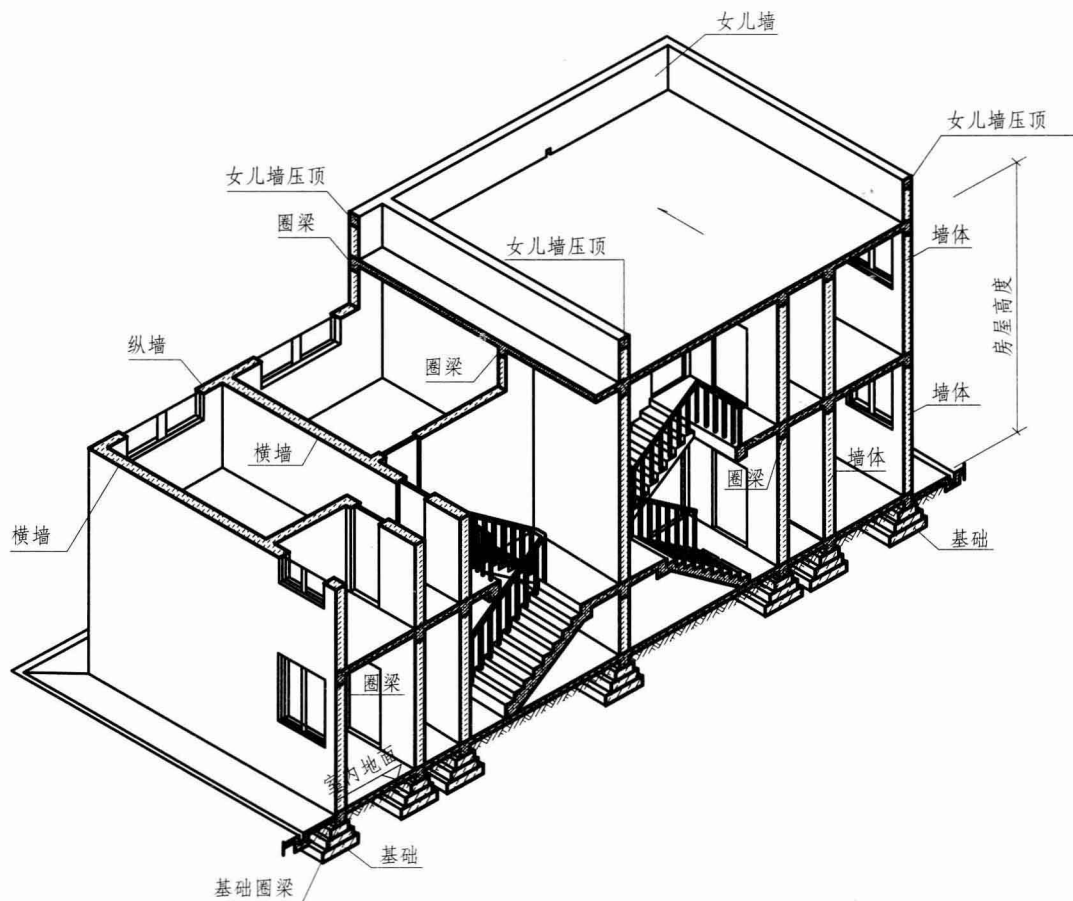 女儿墙
女儿墙压顶
女儿墙压顶
圈梁
女儿墙压顶
墙体
房屋高度
纵墙
圈梁
墙体
横墙
墙体
圈梁
横墙
基础
圈梁
室内地面
基础
基础圈梁